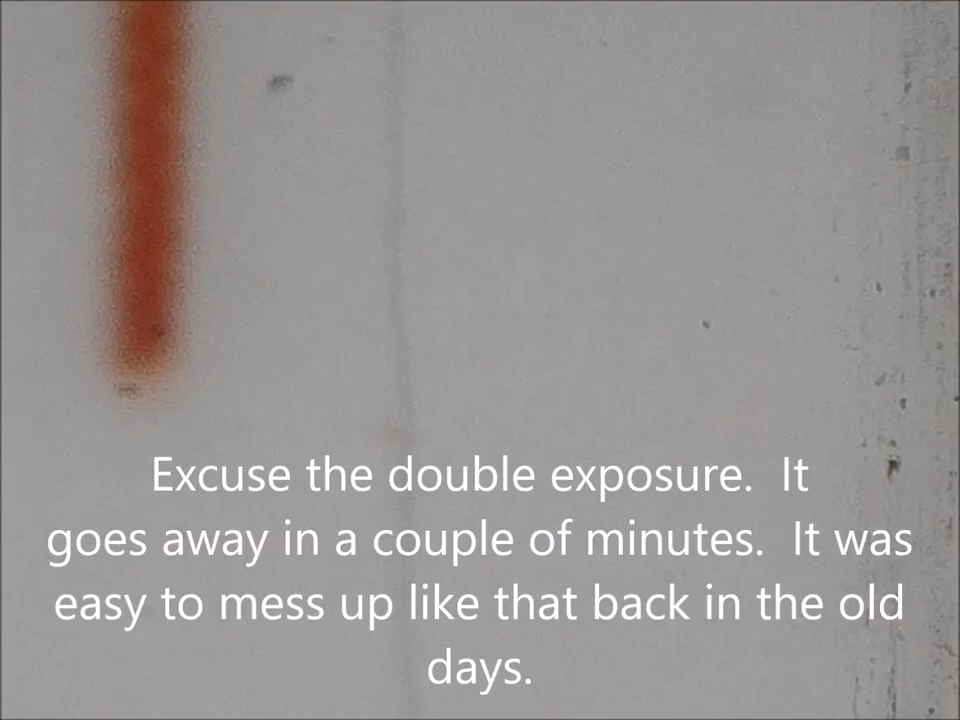 Excuse the double exposure.  It
goes away in a couple of minutes.  It was
easy to mess up like that back in the old
days.